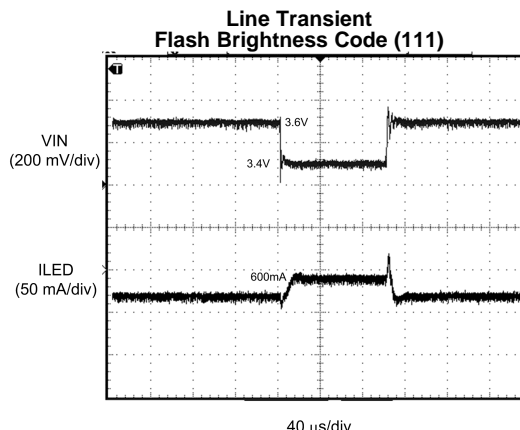 Line Transient
Flash Brightness Code (111)
T
VIN
(200 mV/div)
3.6V
3.4V
ILED
(50 mA/div)
600mA
40 µs/div